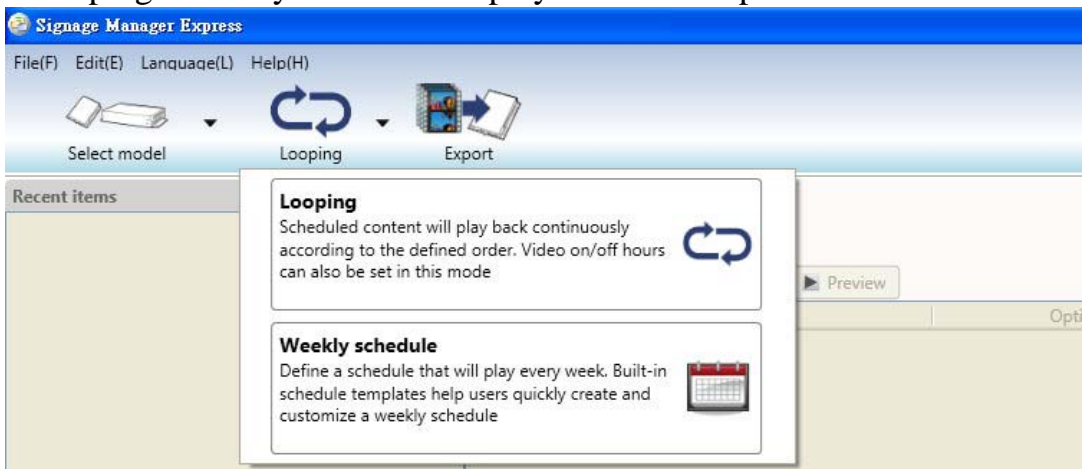 Signage Manager Express
File(F) Edit(E) Language(L) Help(H)
Select model Looping Export
Recent items
Looping
Scheduled content will play back continuously
according to the defined order. Video on/off hours
can also be set in this mode
Preview
Opti
Weekly schedule
Define a schedule that will play every week. Built-in
schedule templates help users quickly create and
customize a weekly schedule